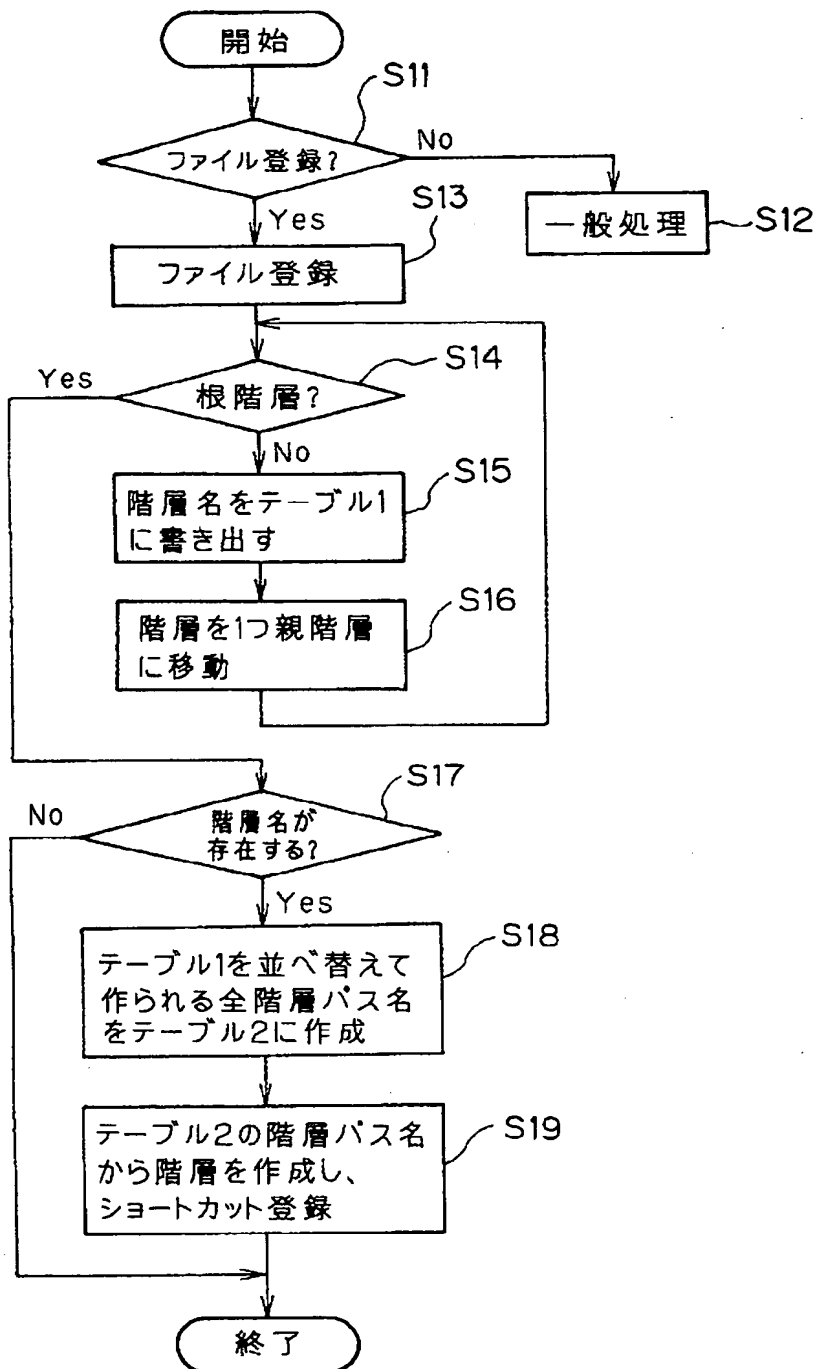 開始
S11
ファイル登録?
No
S12
一般処理
Yes
S13
ファイル登録
S14
根階層?
Yes
No
S15
階層名をテーブル1
に書き出す
S16
階層を1つ親階層
に移動
S17
階層名が
存在する?
No
Yes
S18
テーブル1を並べ替えて
作られる全階層パス名
をテーブル2に作成
S19
テーブル2の階層パス名
から階層を作成し、
ショートカット登録
終了